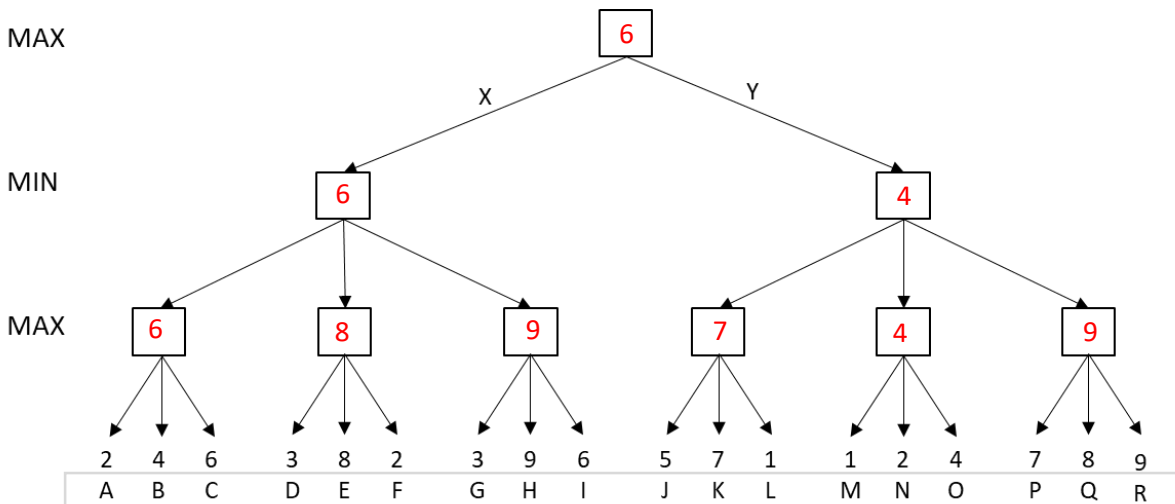 MAX 6
X Y
MIN 6 4
MAX 6 8 9 7 4 9
2 4 6 3 8 2 3 9 6 5 7 1 1 2 4 7 8 9
A B C D E F G H I J K L M N O P Q R